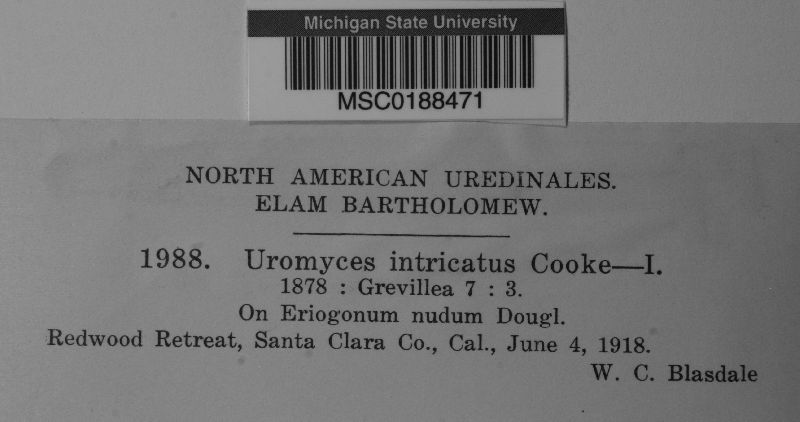 Michigan State University
MSC0188471
NORTH AMERICAN UREDINALES.
ELAM BARTHOLOMEW.
1988. Uromyces intricatus Cooke—I.
1878 : Grevillea 7 : 3.
On Eriogonum nudum Dougl.
Redwood Retreat, Santa Clara Co., Cal., June 4, 1918.
W. C. Blasdale